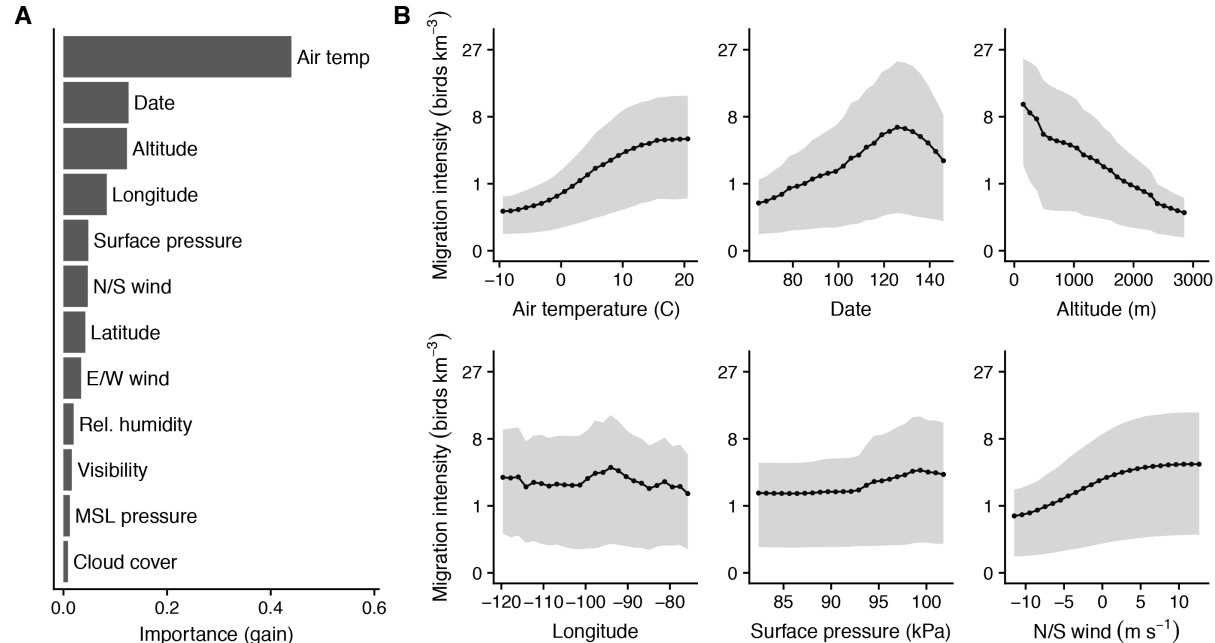 A
Air temp
Date
Altitude
Longitude
Surface pressure
N/S wind
Latitude
E/W wind
Rel. humidity
Visibility
MSL pressure
Cloud cover
0.0 0.2 0.4 0.6
Importance (gain)
B
Migration intensity (birds km⁻³)
27
8
1
0
−10 0 10 20
Air temperature (C)
27
8
1
0
80 100 120 140
Date
27
8
1
0
0 1000 2000 3000
Altitude (m)
Migration intensity (birds km⁻³)
27
8
1
0
−120 −110 −100 −90 −80
Longitude
27
8
1
0
85 90 95 100
Surface pressure (kPa)
27
8
1
0
−10 −5 0 5 10
N/S wind (m s⁻¹)